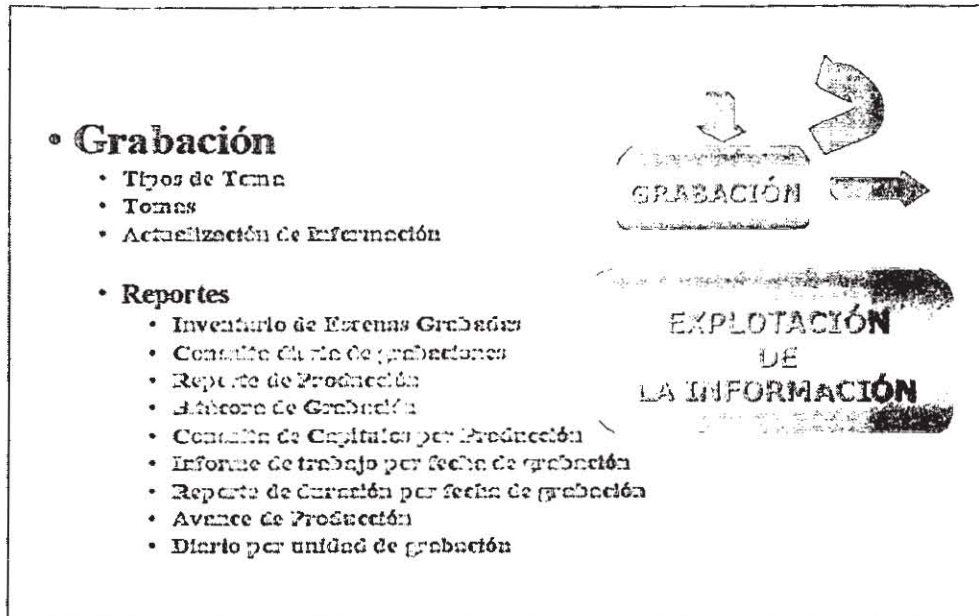 • Grabación
• Tipos de Toma
• Tomas
• Actualización de Información
• Reportes
• Inventario de Escenas Grabadas
• Consulta diaria de grabaciones
• Reporte de Producción
• Bitácora de Grabación
• Consulta de Capítulos por Producción
• Informe de trabajo por fecha de grabación
• Reporte de duración por fecha de grabación
• Avance de Producción
• Diario por unidad de grabación
GRABACIÓN
EXPLOTACIÓN
DE
LA INFORMACIÓN